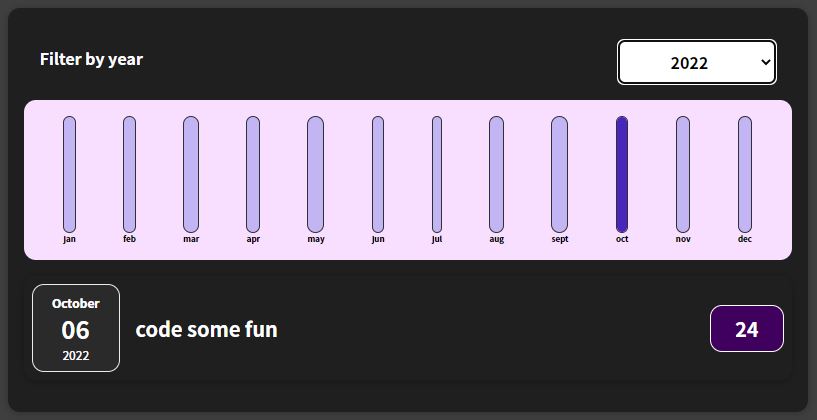 Filter by year
2022
jan feb mar apr may jun jul aug sept oct nov dec
October
06
2022
code some fun
24